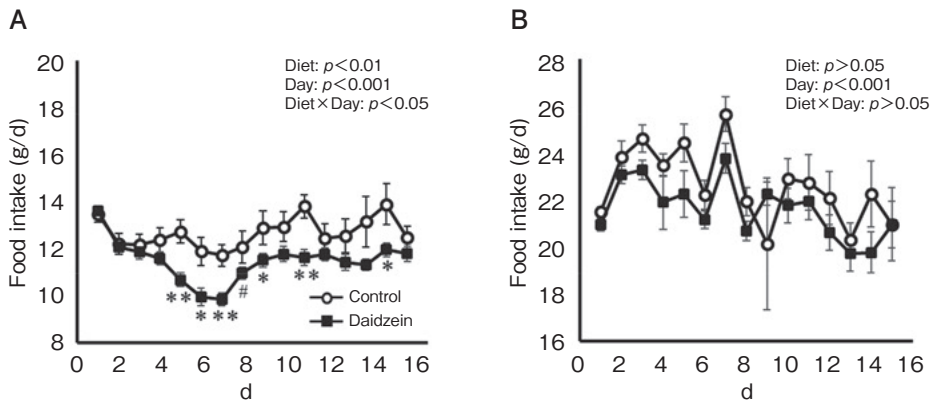 A
Food intake (g/d)
20
18
16
14
12
10
8
Diet: p<0.01
Day: p<0.001
Diet×Day: p<0.05
** * *** # * ** *
Control
Daidzein
0 2 4 6 8 10 12 14 16
d
B
Food intake (g/d)
28
26
24
22
20
18
16
Diet: p>0.05
Day: p<0.001
Diet×Day: p>0.05
0 2 4 6 8 10 12 14 16
d